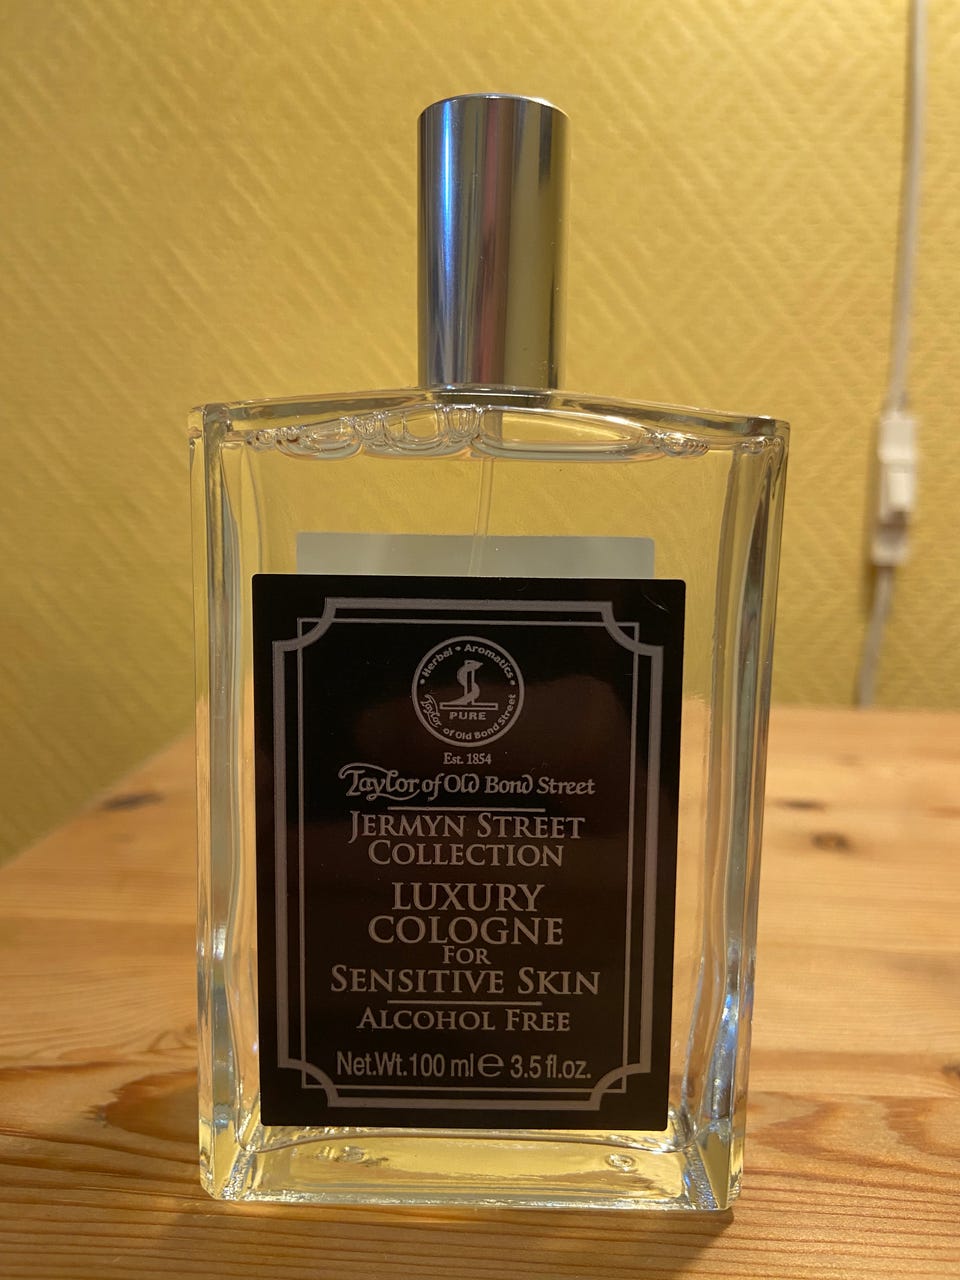 • Herbal • Aromatics •
PURE
Taylor of Old Bond Street
Est. 1854
Taylor of Old Bond Street
JERMYN STREET
COLLECTION
LUXURY
COLOGNE
FOR
SENSITIVE SKIN
ALCOHOL FREE
Net.Wt.100 ml ℮ 3.5 fl.oz.